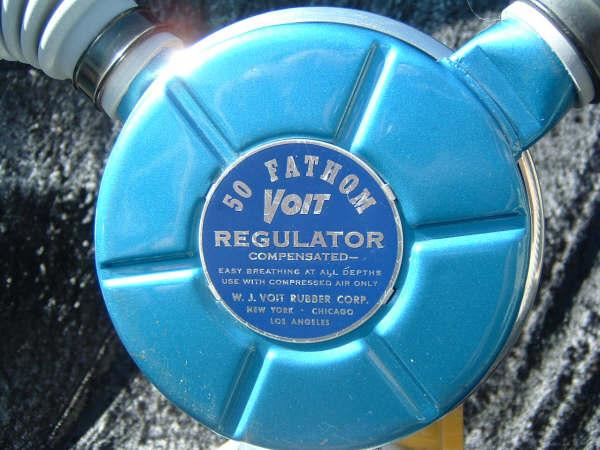 50 FATHOM
VOIT
REGULATOR
COMPENSATED—
EASY BREATHING AT ALL DEPTHS
USE WITH COMPRESSED AIR ONLY
W. J. VOIT RUBBER CORP.
NEW YORK · CHICAGO
LOS ANGELES